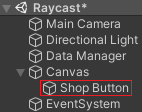 Raycast*
Main Camera
Directional Light
Data Manager
Canvas
Shop Button
EventSystem